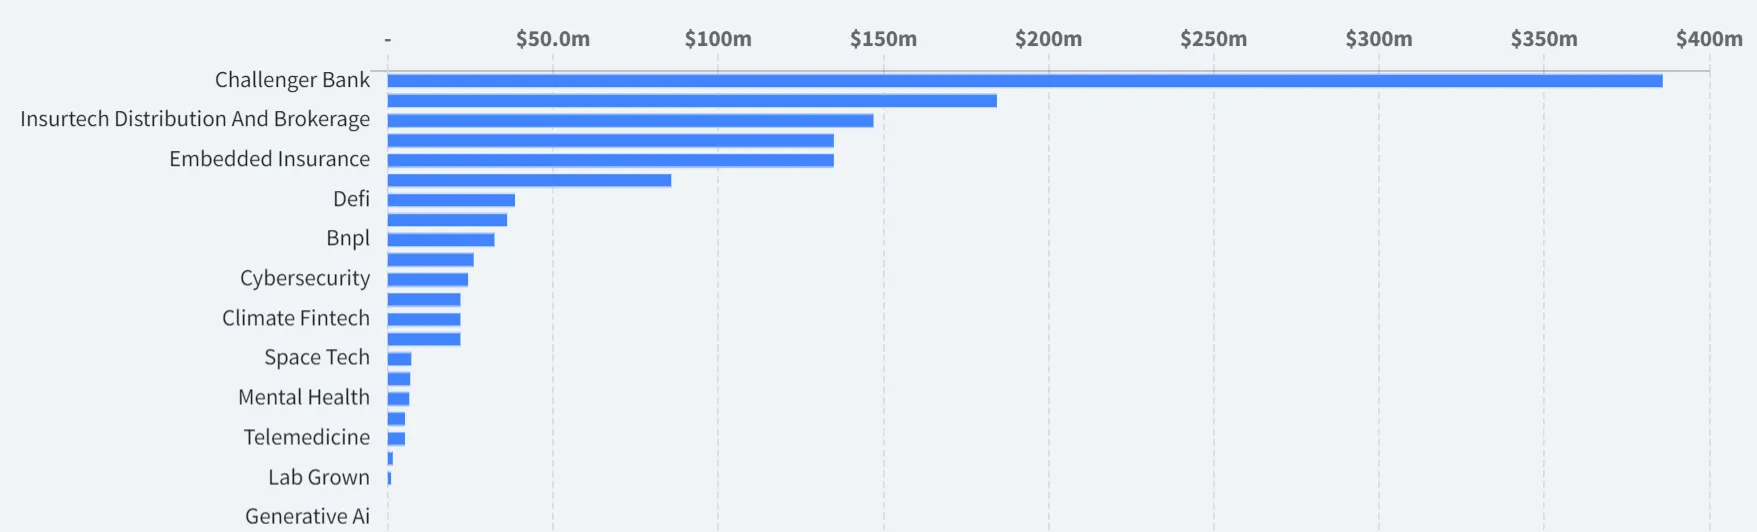 - $50.0m $100m $150m $200m $250m $300m $350m $400m
Challenger Bank
Insurtech Distribution And Brokerage
Embedded Insurance
Defi
Bnpl
Cybersecurity
Climate Fintech
Space Tech
Mental Health
Telemedicine
Lab Grown
Generative Ai